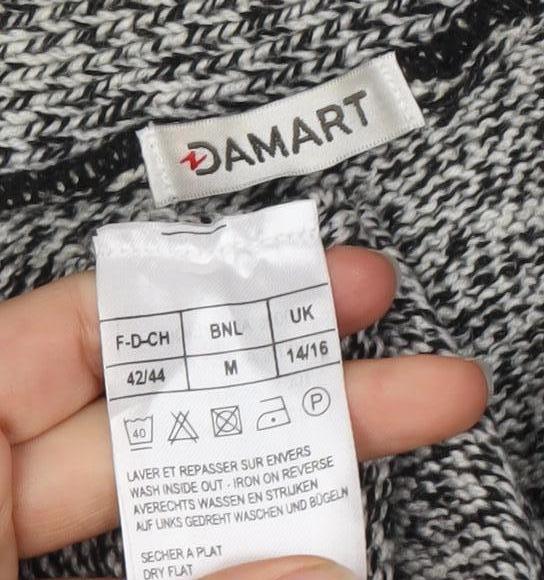 DAMART
F-D-CH BNL UK
42/44 M 14/16
40 P
LAVER ET REPASSER SUR ENVERS
WASH INSIDE OUT - IRON ON REVERSE
AVERECHTS WASSEN EN STRIJKEN
AUF LINKS GEDREHT WASCHEN UND BÜGELN
SECHER A PLAT
DRY FLAT